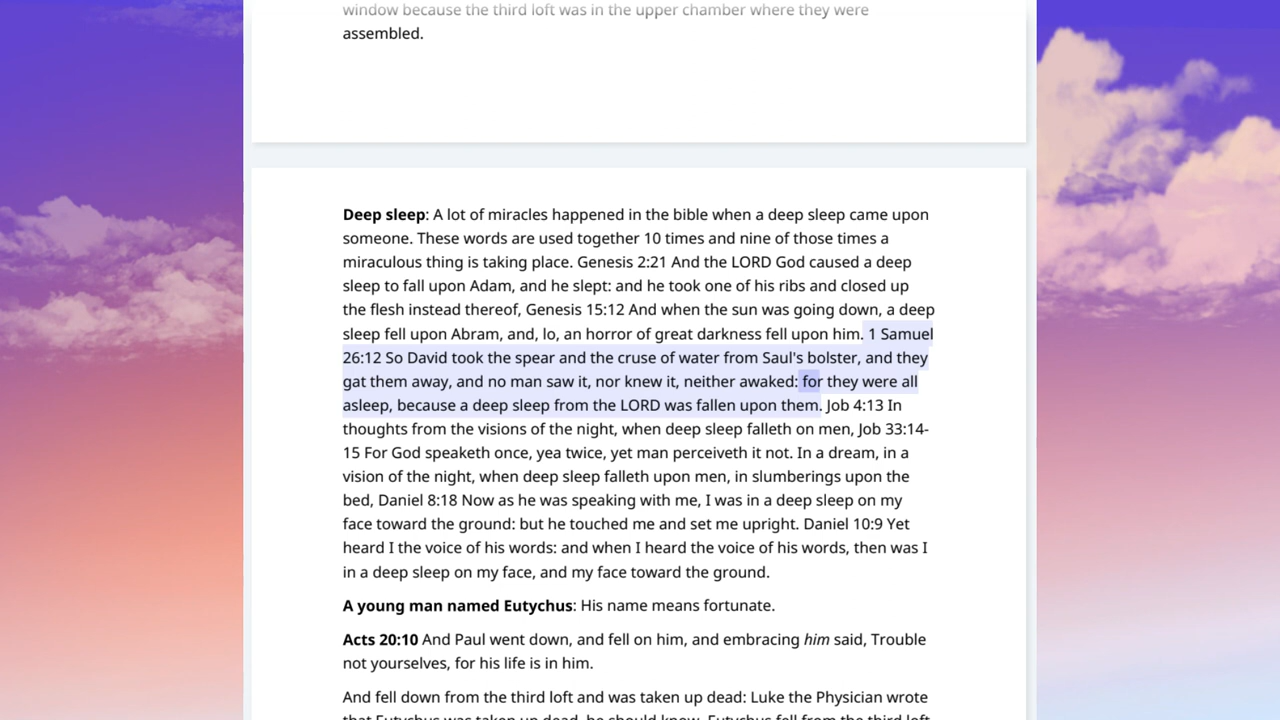 window because the third loft was in the upper chamber where they were
assembled.
Deep sleep: A lot of miracles happened in the bible when a deep sleep came upon
someone. These words are used together 10 times and nine of those times a
miraculous thing is taking place. Genesis 2:21 And the LORD God caused a deep
sleep to fall upon Adam, and he slept: and he took one of his ribs and closed up
the flesh instead thereof, Genesis 15:12 And when the sun was going down, a deep
sleep fell upon Abram, and, lo, an horror of great darkness fell upon him. 1 Samuel
26:12 So David took the spear and the cruse of water from Saul's bolster, and they
gat them away, and no man saw it, nor knew it, neither awaked: for they were all
asleep, because a deep sleep from the LORD was fallen upon them. Job 4:13 In
thoughts from the visions of the night, when deep sleep falleth on men, Job 33:14-
15 For God speaketh once, yea twice, yet man perceiveth it not. In a dream, in a
vision of the night, when deep sleep falleth upon men, in slumberings upon the
bed, Daniel 8:18 Now as he was speaking with me, I was in a deep sleep on my
face toward the ground: but he touched me and set me upright. Daniel 10:9 Yet
heard I the voice of his words: and when I heard the voice of his words, then was I
in a deep sleep on my face, and my face toward the ground.
A young man named Eutychus: His name means fortunate.
Acts 20:10 And Paul went down, and fell on him, and embracing him said, Trouble
not yourselves, for his life is in him.
And fell down from the third loft and was taken up dead: Luke the Physician wrote
that Eutychus was taken up dead, he should know. Eutychus fell from the third loft